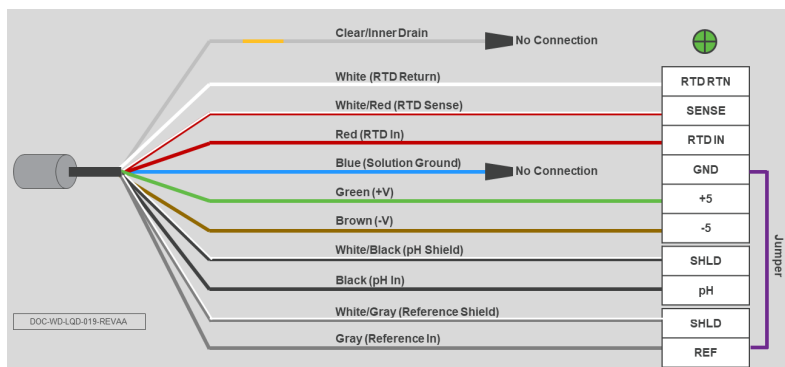 Clear/Inner Drain
No Connection
White (RTD Return)
RTD RTN
White/Red (RTD Sense)
SENSE
Red (RTD In)
RTD IN
Blue (Solution Ground)
No Connection
GND
Green (+V)
+5
Brown (-V)
-5
White/Black (pH Shield)
SHLD
Black (pH In)
pH
White/Gray (Reference Shield)
SHLD
Gray (Reference In)
REF
Jumper
DOC-WD-LQD-019-REVAA